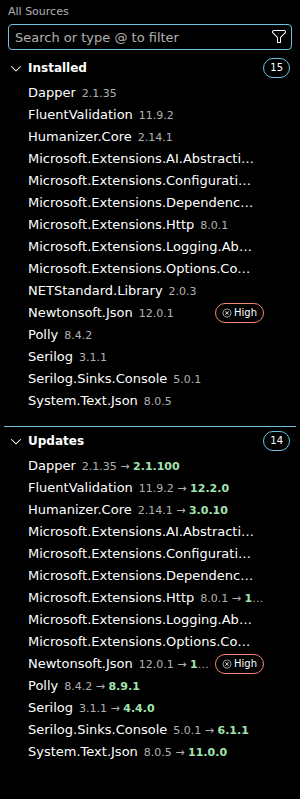 All Sources
Search or type @ to filter
Installed 15
Dapper 2.1.35
FluentValidation 11.9.2
Humanizer.Core 2.14.1
Microsoft.Extensions.AI.Abstracti...
Microsoft.Extensions.Configurati...
Microsoft.Extensions.Dependenc...
Microsoft.Extensions.Http 8.0.1
Microsoft.Extensions.Logging.Ab...
Microsoft.Extensions.Options.Co...
NETStandard.Library 2.0.3
Newtonsoft.Json 12.0.1 High
Polly 8.4.2
Serilog 3.1.1
Serilog.Sinks.Console 5.0.1
System.Text.Json 8.0.5
Updates 14
Dapper 2.1.35 → 2.1.100
FluentValidation 11.9.2 → 12.2.0
Humanizer.Core 2.14.1 → 3.0.10
Microsoft.Extensions.AI.Abstracti...
Microsoft.Extensions.Configurati...
Microsoft.Extensions.Dependenc...
Microsoft.Extensions.Http 8.0.1 → 1...
Microsoft.Extensions.Logging.Ab...
Microsoft.Extensions.Options.Co...
Newtonsoft.Json 12.0.1 → 1... High
Polly 8.4.2 → 8.9.1
Serilog 3.1.1 → 4.4.0
Serilog.Sinks.Console 5.0.1 → 6.1.1
System.Text.Json 8.0.5 → 11.0.0